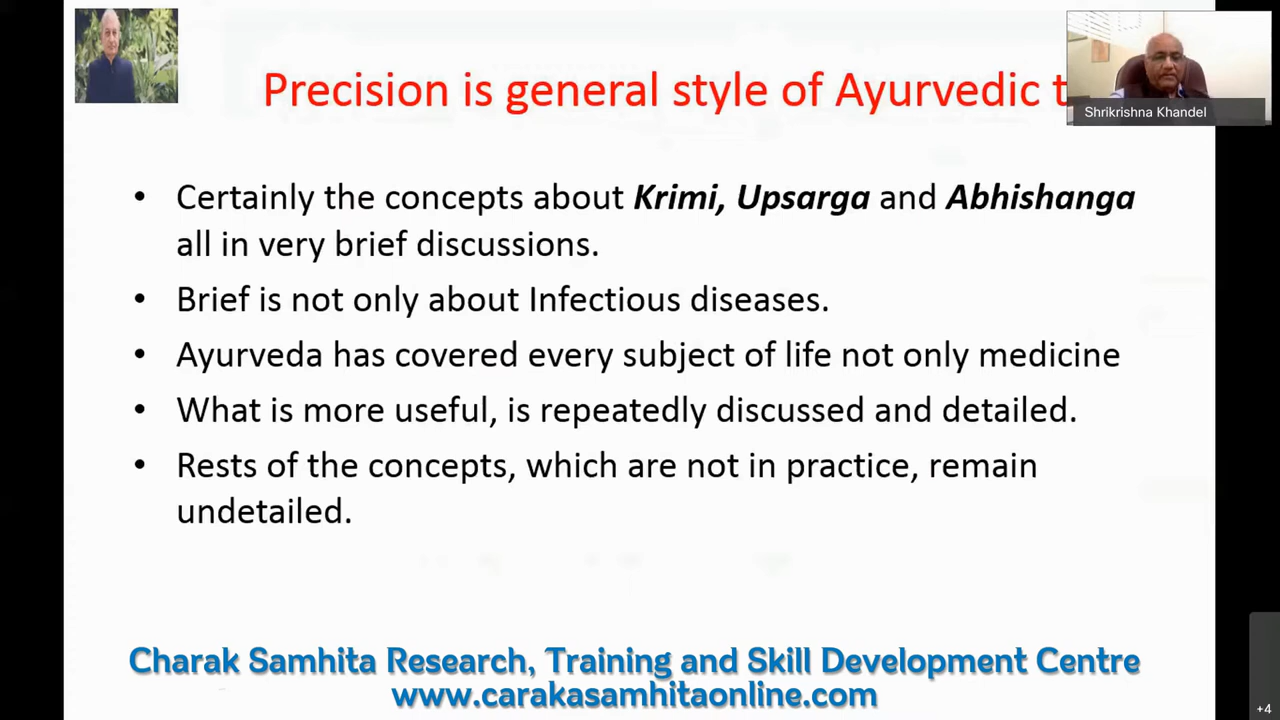 Precision is general style of Ayurvedic
Shrikrishna Khandel
• Certainly the concepts about Krimi, Upsarga and Abhishanga
all in very brief discussions.
• Brief is not only about Infectious diseases.
• Ayurveda has covered every subject of life not only medicine
• What is more useful, is repeatedly discussed and detailed.
• Rests of the concepts, which are not in practice, remain
undetailed.
Charak Samhita Research, Training and Skill Development Centre
www.carakasamhitaonline.com
+4